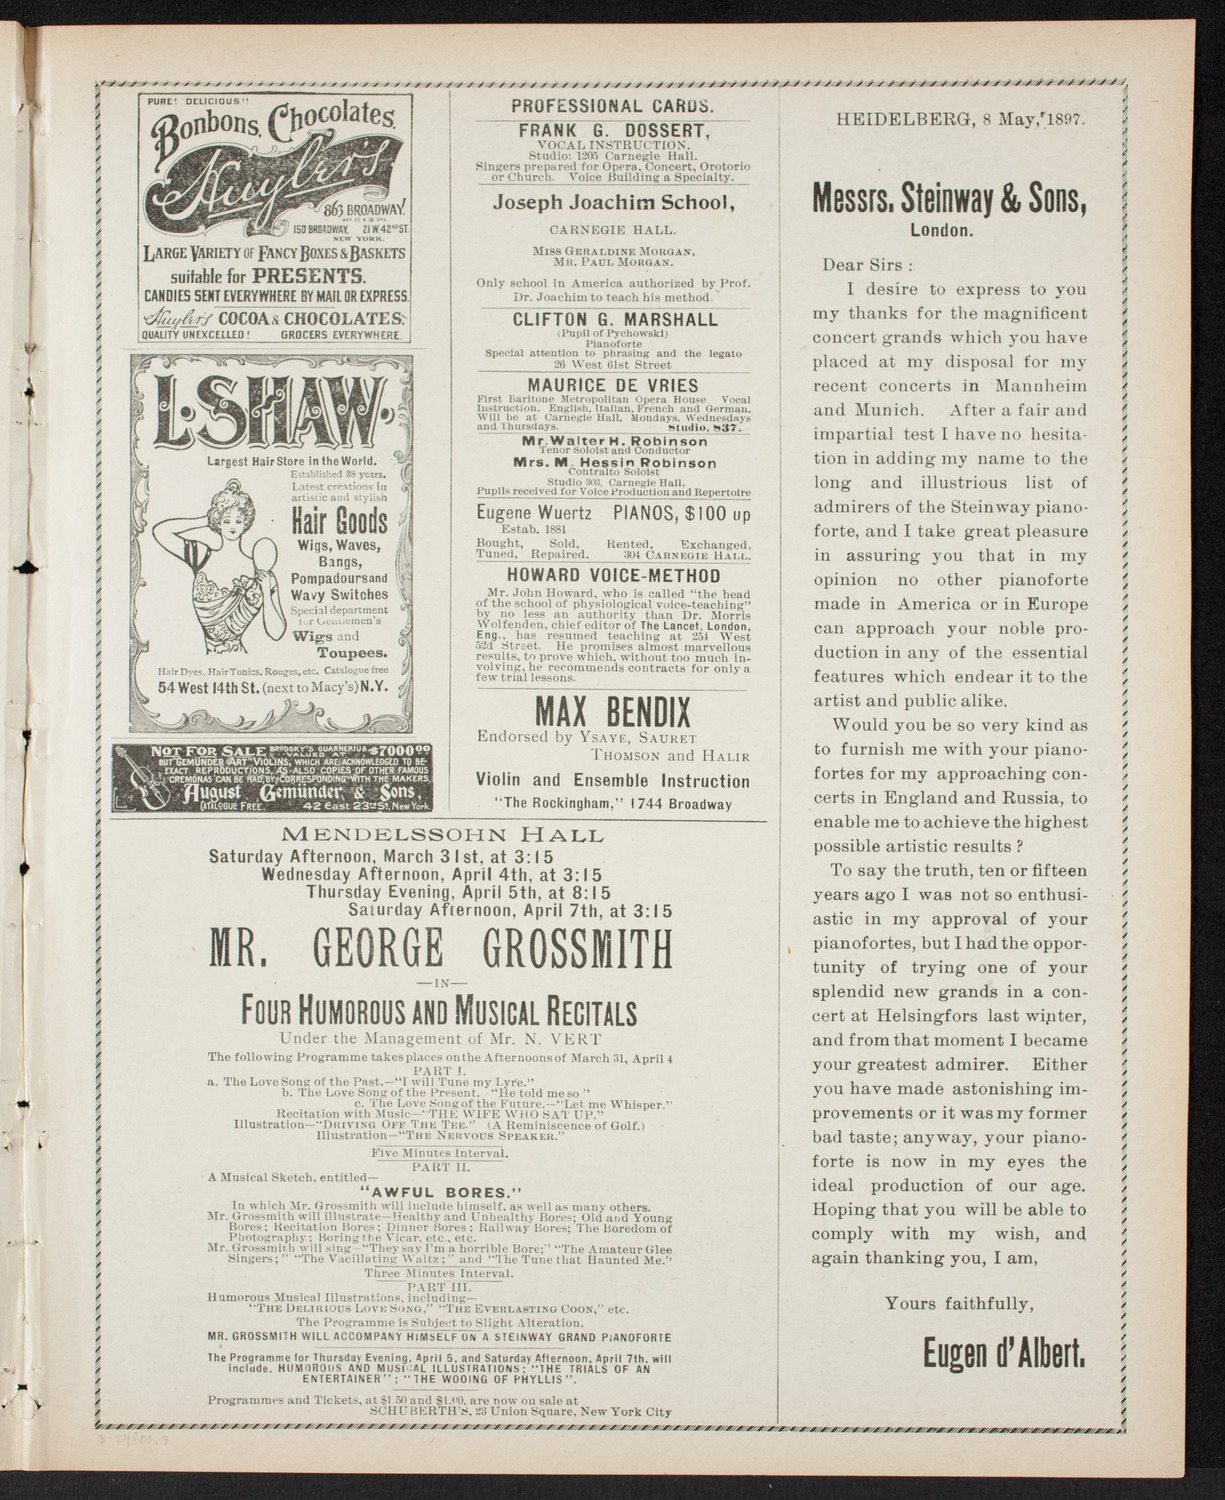 PURE! DELICIOUS!!
Bonbons, Chocolates.
Huyler's
863 BROADWAY.
150 BROADWAY, 21 W. 42ND ST.
NEW YORK.
LARGE VARIETY OF FANCY BOXES & BASKETS
suitable for PRESENTS.
CANDIES SENT EVERYWHERE BY MAIL OR EXPRESS.
Huyler's COCOA & CHOCOLATES,
QUALITY UNEXCELLED! GROCERS EVERYWHERE.
L. SHAW.
Largest Hair Store in the World.
Established 38 years.
Latest creations in
artistic and stylish
Hair Goods
Wigs, Waves,
Bangs,
Pompadours and
Wavy Switches
Special department
for Gentlemen's
Wigs and
Toupees.
Hair Dyes, Hair Tonics, Rouges, etc. Catalogue free
54 West 14th St. (next to Macy's) N.Y.
NOT FOR SALE BRODSKY'S GUARNERIUS VALUED AT $7000.00
BUT "GEMÜNDER ART" VIOLINS, WHICH ARE ACKNOWLEDGED TO BE
EXACT REPRODUCTIONS, AS ALSO COPIES OF OTHER FAMOUS
CREMONAS CAN BE HAD BY CORRESPONDING WITH THE MAKERS,
August Gemünder & Sons,
CATALOGUE FREE. 42 East 23rd St., New York.
PROFESSIONAL CARDS.
FRANK G. DOSSERT,
VOCAL INSTRUCTION.
Studio: 1205 Carnegie Hall.
Singers prepared for Opera, Concert, Orotorio
or Church. Voice Building a Specialty.
Joseph Joachim School,
CARNEGIE HALL.
MISS GERALDINE MORGAN,
MR. PAUL MORGAN.
Only school in America authorized by Prof.
Dr. Joachim to teach his method.
CLIFTON G. MARSHALL
(Pupil of Pychowski)
Pianoforte
Special attention to phrasing and the legato
26 West 61st Street
MAURICE DE VRIES
First Baritone Metropolitan Opera House. Vocal
Instruction. English, Italian, French and German.
Will be at Carnegie Hall, Mondays, Wednesdays
and Thursdays. Studio, 837.
Mr. Walter H. Robinson
Tenor Soloist and Conductor
Mrs. M. Hessin Robinson
Contralto Soloist
Studio 303, Carnegie Hall.
Pupils received for Voice Production and Repertoire
Eugene Wuertz PIANOS, $100 up
Estab. 1881
Bought, Sold, Rented, Exchanged,
Tuned, Repaired. 304 CARNEGIE HALL.
HOWARD VOICE-METHOD
Mr. John Howard, who is called "the head
of the school of physiological voice-teaching"
by no less an authority than Dr. Morris
Wolfenden, chief editor of The Lancet, London,
Eng., has resumed teaching at 254 West
52d Street. He promises almost marvellous
results, to prove which, without too much in-
volving, he recommends contracts for only a
few trial lessons.
MAX BENDIX
Endorsed by YSAYE, SAURET
THOMSON and HALIR
Violin and Ensemble Instruction
"The Rockingham," 1744 Broadway
MENDELSSOHN HALL
Saturday Afternoon, March 31st, at 3:15
Wednesday Afternoon, April 4th, at 3:15
Thursday Evening, April 5th, at 8:15
Saturday Afternoon, April 7th, at 3:15
MR. GEORGE GROSSMITH
—IN—
FOUR HUMOROUS AND MUSICAL RECITALS
Under the Management of Mr. N. VERT
The following Programme takes places on the Afternoons of March 31, April 4
PART I.
a. The Love Song of the Past.—"I will Tune my Lyre."
b. The Love Song of the Present. "He told me so"
c. The Love Song of the Future.—"Let me Whisper."
Recitation with Music—"THE WIFE WHO SAT UP."
Illustration—"DRIVING OFF THE TEE." (A Reminiscence of Golf.)
Illustration—"THE NERVOUS SPEAKER."
Five Minutes Interval.
PART II.
A Musical Sketch, entitled—
"AWFUL BORES."
In which Mr. Grossmith will include himself, as well as many others.
Mr. Grossmith will illustrate—Healthy and Unhealthy Bores; Old and Young
Bores; Recitation Bores; Dinner Bores; Railway Bores; The Boredom of
Photography; Boring the Vicar, etc., etc.
Mr. Grossmith will sing—"They say I'm a horrible Bore;" "The Amateur Glee
Singers;" "The Vacillating Waltz;" and "The Tune that Haunted Me."
Three Minutes Interval.
PART III.
Humorous Musical Illustrations, including—
"THE DELIRIOUS LOVE SONG," "THE EVERLASTING COON," etc.
The Programme is Subject to Slight Alteration.
MR. GROSSMITH WILL ACCOMPANY HIMSELF ON A STEINWAY GRAND PIANOFORTE
The Programme for Thursday Evening, April 5, and Saturday Afternoon, April 7th, will
include, HUMOROUS AND MUSICAL ILLUSTRATIONS; "THE TRIALS OF AN
ENTERTAINER"; "THE WOOING OF PHYLLIS".
Programmes and Tickets, at $1.50 and $1.00, are now on sale at
SCHUBERTH'S, 23 Union Square, New York City
HEIDELBERG, 8 May, 1897.
Messrs. Steinway & Sons,
London.
Dear Sirs:
I desire to express to you
my thanks for the magnificent
concert grands which you have
placed at my disposal for my
recent concerts in Mannheim
and Munich. After a fair and
impartial test I have no hesita-
tion in adding my name to the
long and illustrious list of
admirers of the Steinway piano-
forte, and I take great pleasure
in assuring you that in my
opinion no other pianoforte
made in America or in Europe
can approach your noble pro-
duction in any of the essential
features which endear it to the
artist and public alike.
Would you be so very kind as
to furnish me with your piano-
fortes for my approaching con-
certs in England and Russia, to
enable me to achieve the highest
possible artistic results?
To say the truth, ten or fifteen
years ago I was not so enthusi-
astic in my approval of your
pianofortes, but I had the oppor-
tunity of trying one of your
splendid new grands in a con-
cert at Helsingfors last winter,
and from that moment I became
your greatest admirer. Either
you have made astonishing im-
provements or it was my former
bad taste; anyway, your piano-
forte is now in my eyes the
ideal production of our age.
Hoping that you will be able to
comply with my wish, and
again thanking you, I am,
Yours faithfully,
Eugen d'Albert.
3-24-00.3